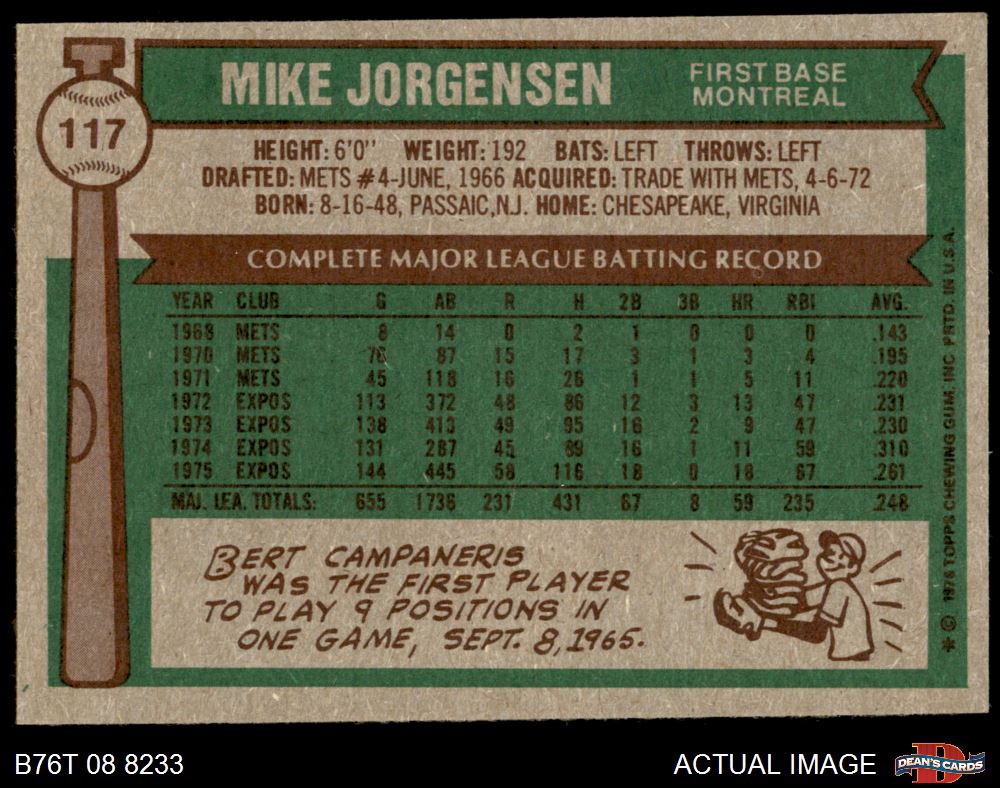 MIKE JORGENSEN FIRST BASE
MONTREAL
117
HEIGHT: 6'0" WEIGHT: 192 BATS: LEFT THROWS: LEFT
DRAFTED: METS #4-JUNE, 1966 ACQUIRED: TRADE WITH METS, 4-6-72
BORN: 8-16-48, PASSAIC, N.J. HOME: CHESAPEAKE, VIRGINIA
COMPLETE MAJOR LEAGUE BATTING RECORD
YEAR CLUB G AB R H 2B 3B HR RBI AVG.
1968 METS 8 14 0 2 1 0 0 0 .143
1970 METS 76 87 15 17 3 1 3 4 .195
1971 METS 45 118 16 26 1 1 5 11 .220
1972 EXPOS 113 372 48 86 12 3 13 47 .231
1973 EXPOS 138 413 49 95 16 2 9 47 .230
1974 EXPOS 131 287 45 89 16 1 11 59 .310
1975 EXPOS 144 445 58 116 18 0 18 67 .261
MAJ. LEA. TOTALS: 655 1736 231 431 67 8 59 235 .248
BERT CAMPANERIS
WAS THE FIRST PLAYER
TO PLAY 9 POSITIONS IN
ONE GAME, SEPT. 8, 1965.
* © 1976 TOPPS CHEWING GUM, INC. PRTD. IN U.S.A.
B76T 08 8233 ACTUAL IMAGE
DEAN'S CARDS